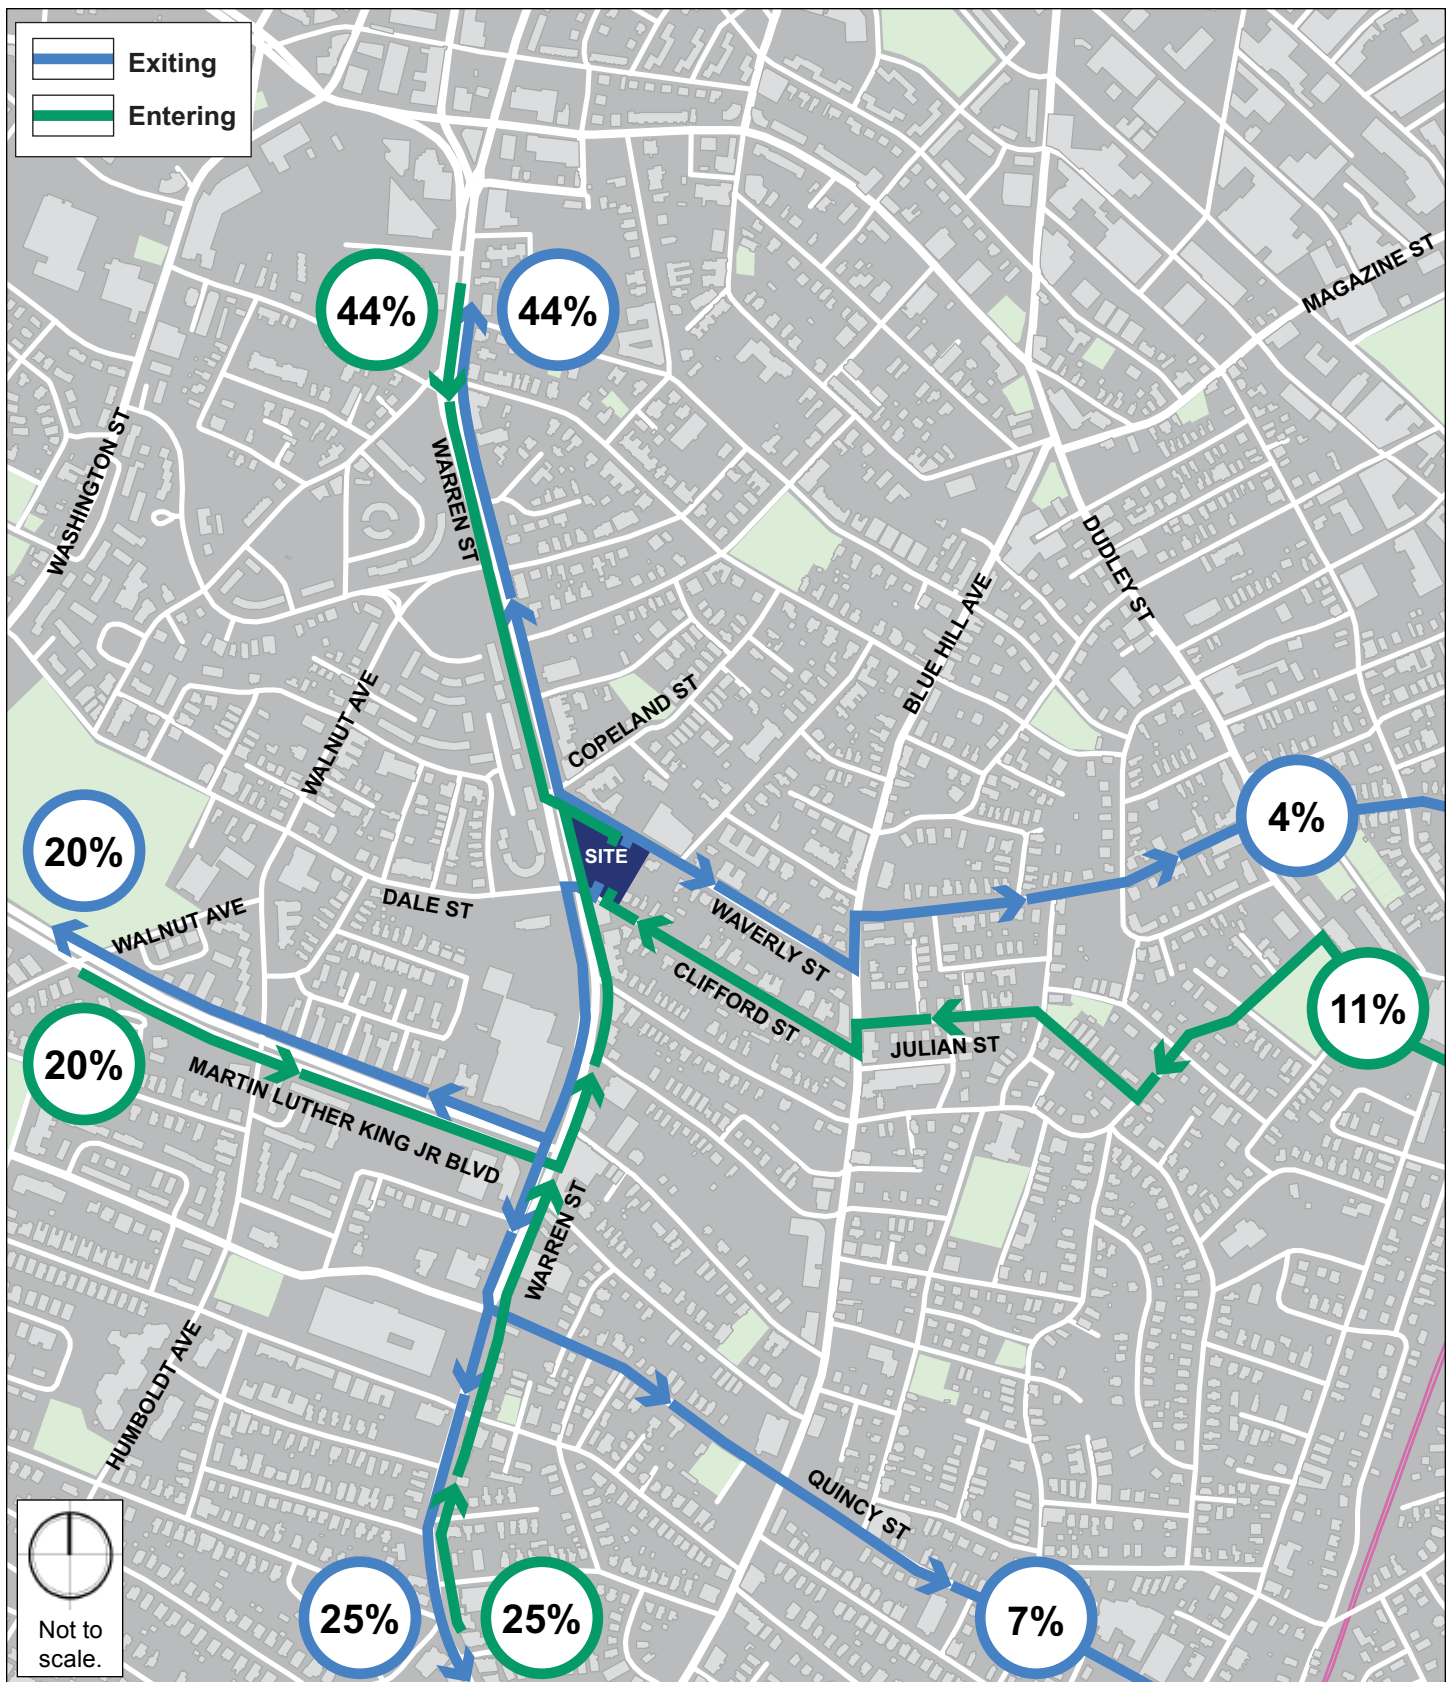 Exiting
Entering
MAGAZINE ST
44%
44%
WASHINGTON ST
WARREN ST
DUDLEY ST
BLUE HILL AVE
WALNUT AVE
COPELAND ST
4%
20%
SITE
DALE ST
WALNUT AVE
WAVERLY ST
CLIFFORD ST
11%
JULIAN ST
20%
MARTIN LUTHER KING JR BLVD
WARREN ST
HUMBOLDT AVE
QUINCY ST
25%
25%
7%
Not to
scale.